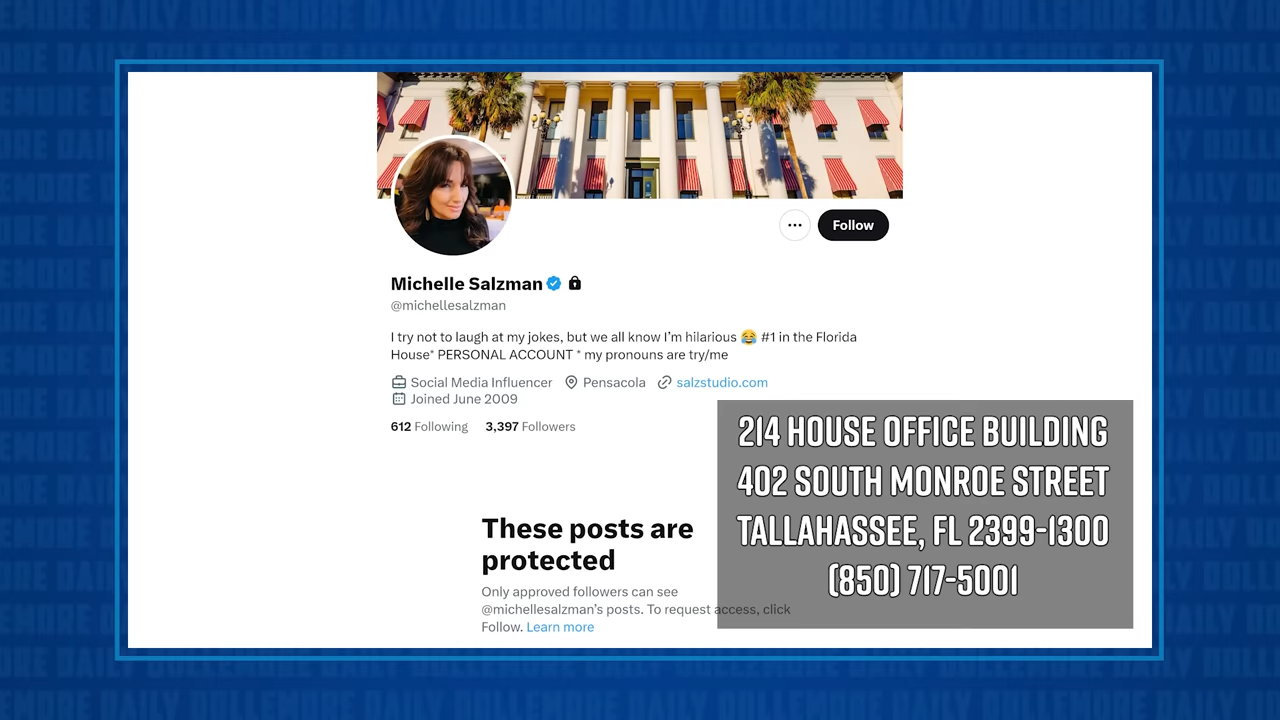 Follow
Michelle Salzman
@michellesalzman
I try not to laugh at my jokes, but we all know I'm hilarious 😂 #1 in the Florida
House* PERSONAL ACCOUNT * my pronouns are try/me
Social Media Influencer Pensacola salzstudio.com
Joined June 2009
612 Following 3,397 Followers
These posts are
protected
Only approved followers can see
@michellesalzman's posts. To request access, click
Follow. Learn more
214 HOUSE OFFICE BUILDING
402 SOUTH MONROE STREET
TALLAHASSEE, FL 2399-1300
(850) 717-5001
DAILY DOLLEMORE